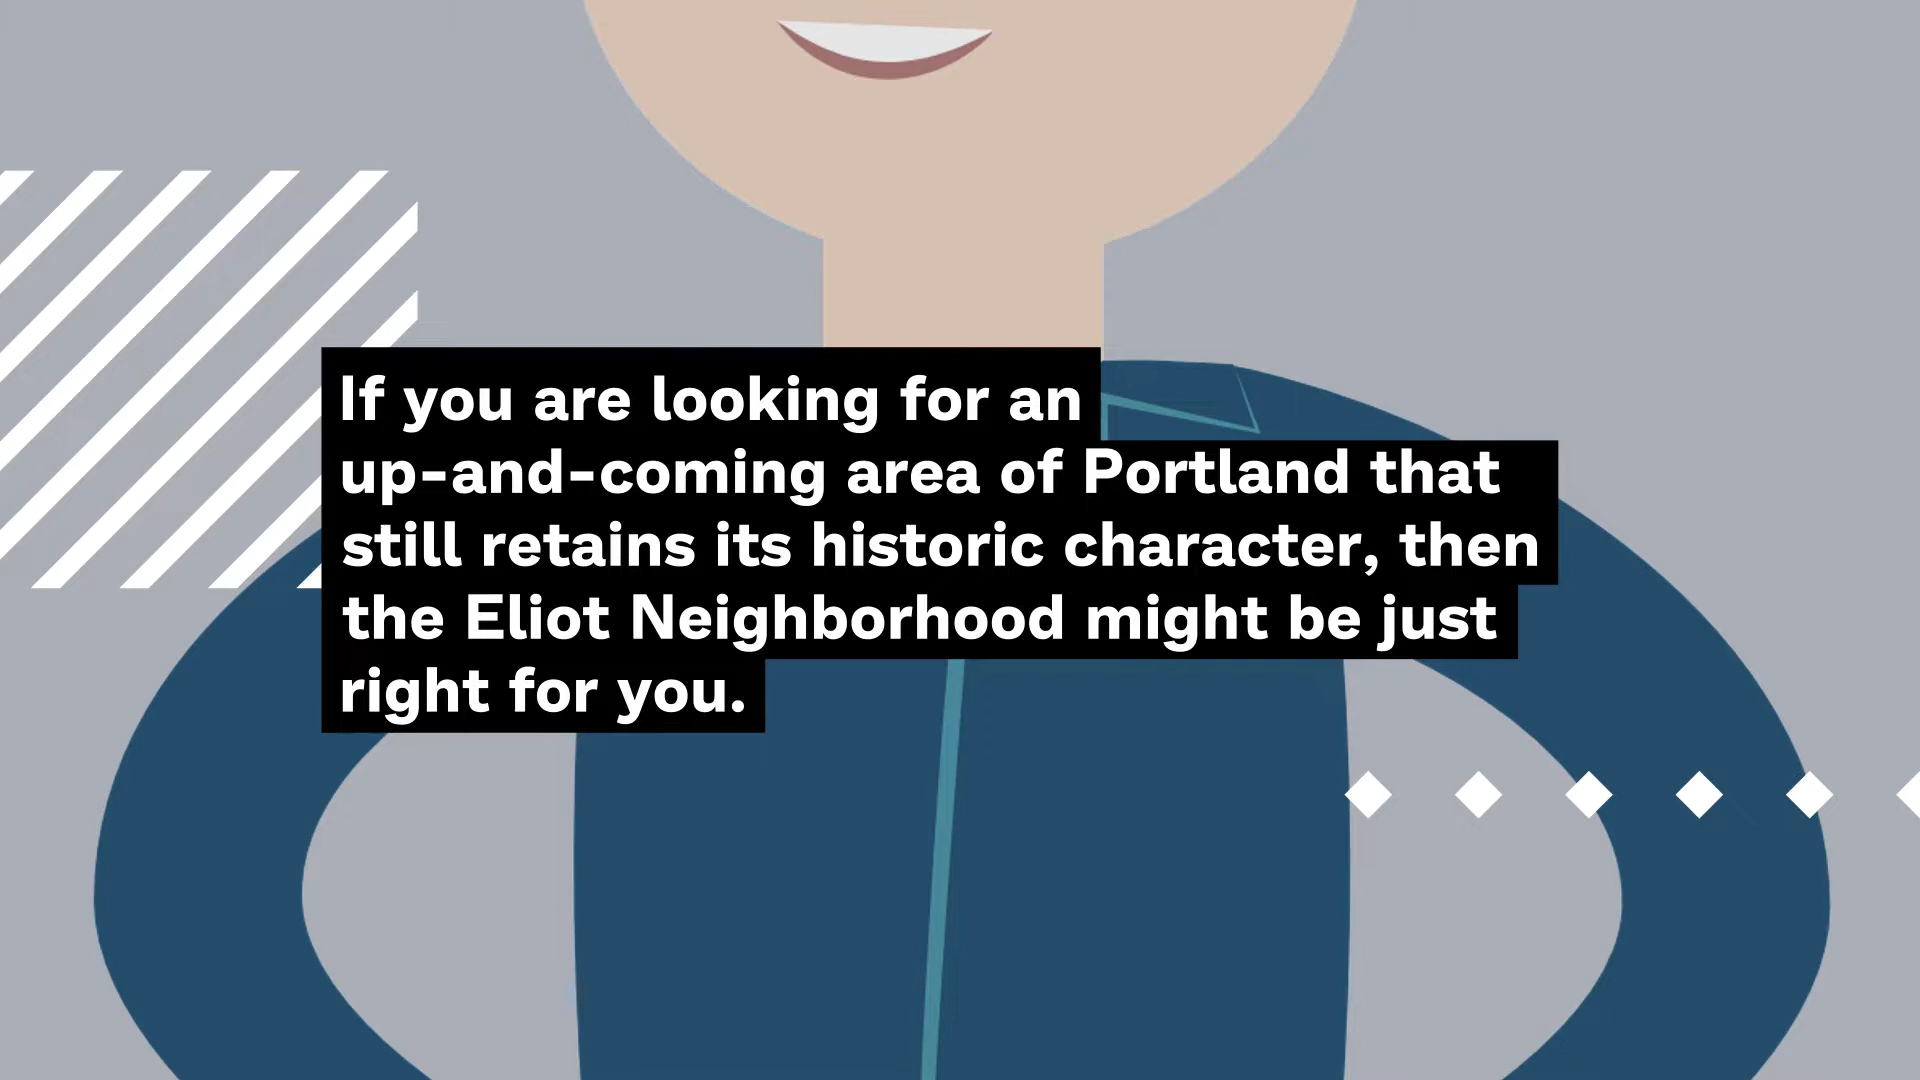 If you are looking for an
up-and-coming area of Portland that
still retains its historic character, then
the Eliot Neighborhood might be just
right for you.